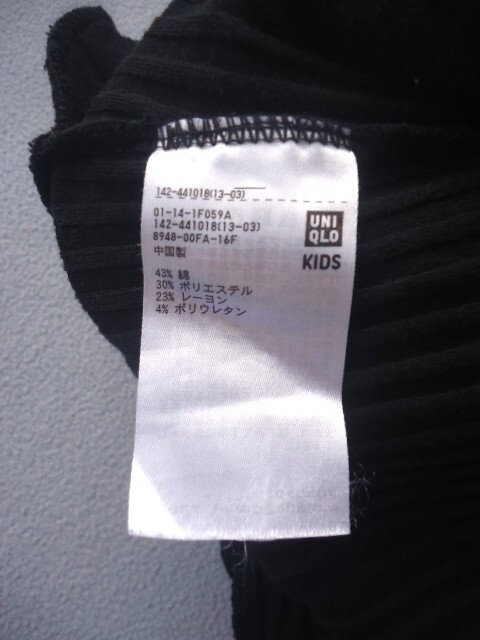 142-441018(13-03)
01-14-1F059A
142-441018(13-03)
8948-00FA-16F
中国製
UNI
QLO
KIDS
43% 綿
30% ポリエステル
23% レーヨン
4% ポリウレタン